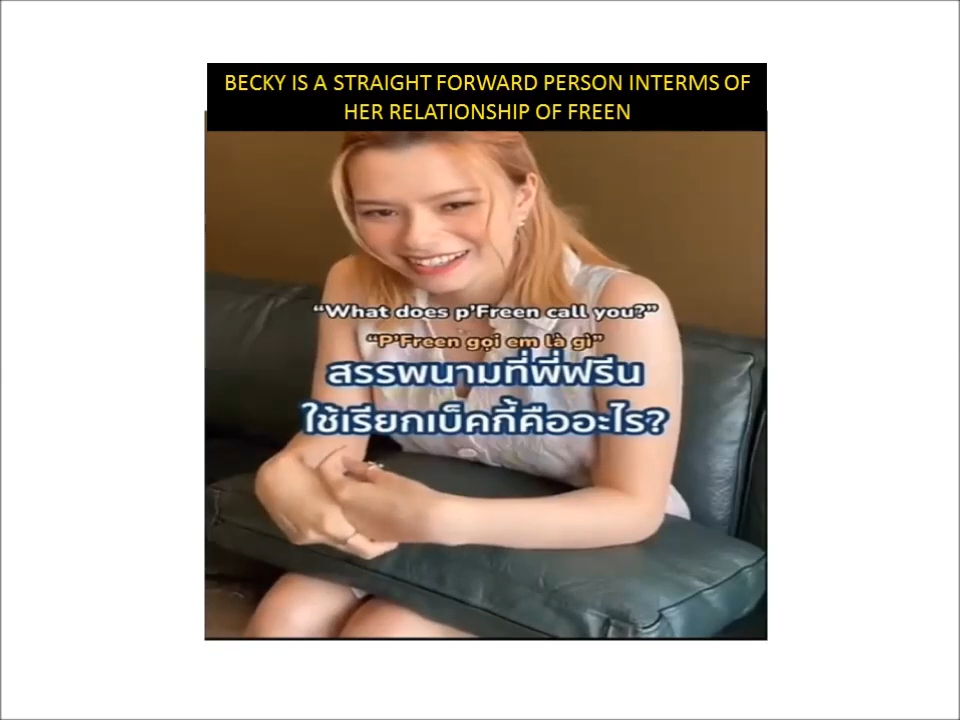 BECKY IS A STRAIGHT FORWARD PERSON INTERMS OF
HER RELATIONSHIP OF FREEN
“What does p'Freen call you?”
“P'Freen gọi em là gì”
สรรพนามที่พี่ฟรีน
ใช้เรียกเบ็คกี้คืออะไร?